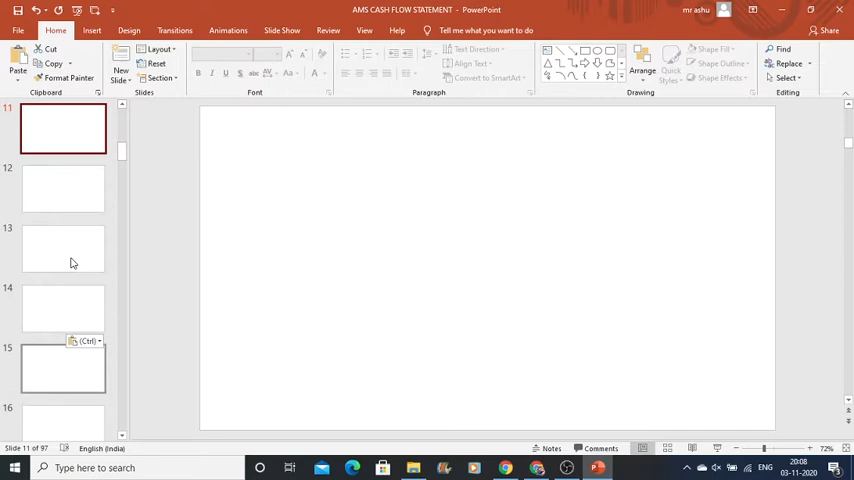 AMS CASH FLOW STATEMENT - PowerPoint
mr ashu
File Home Insert Design Transitions Animations Slide Show Review View Help Tell me what you want to do Share
Paste
Cut
Copy
Format Painter
Clipboard
New Slide
Layout
Reset
Section
Slides
B I U S abc AV Aa A
Font
Text Direction
Align Text
Convert to SmartArt
Paragraph
Arrange
Quick Styles
Shape Fill
Shape Outline
Shape Effects
Drawing
Find
Replace
Select
Editing
11
12
13
14
(Ctrl)
15
16
Slide 11 of 97 English (India) Notes Comments 72%
Type here to search
ENG
20:08
03-11-2020
3